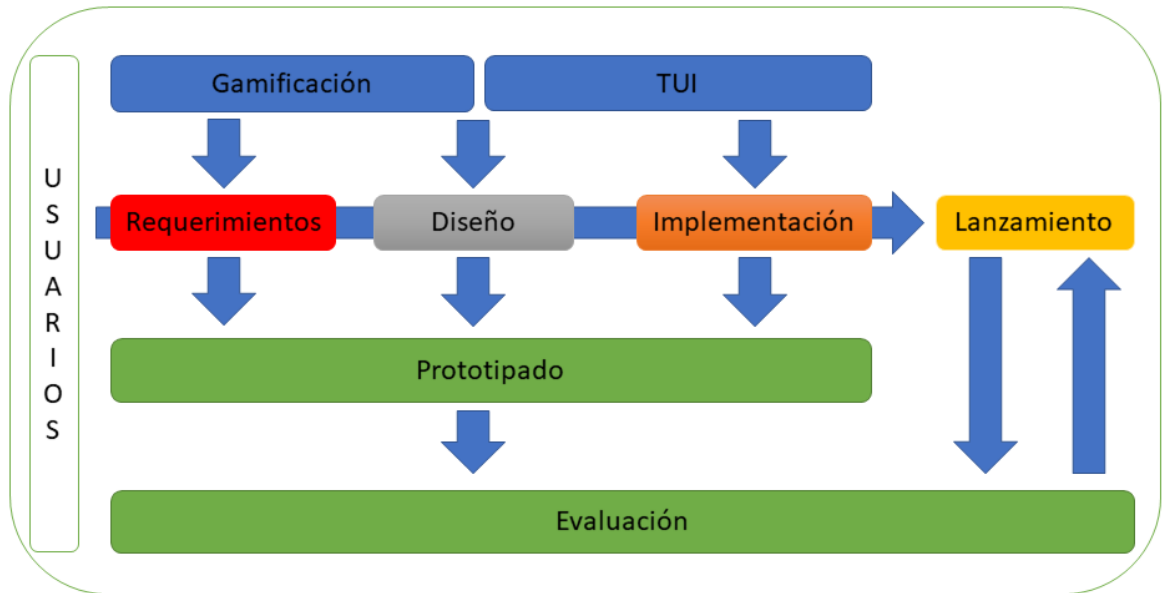 USUARIOS
Gamificación
TUI
Requerimientos
Diseño
Implementación
Lanzamiento
Prototipado
Evaluación